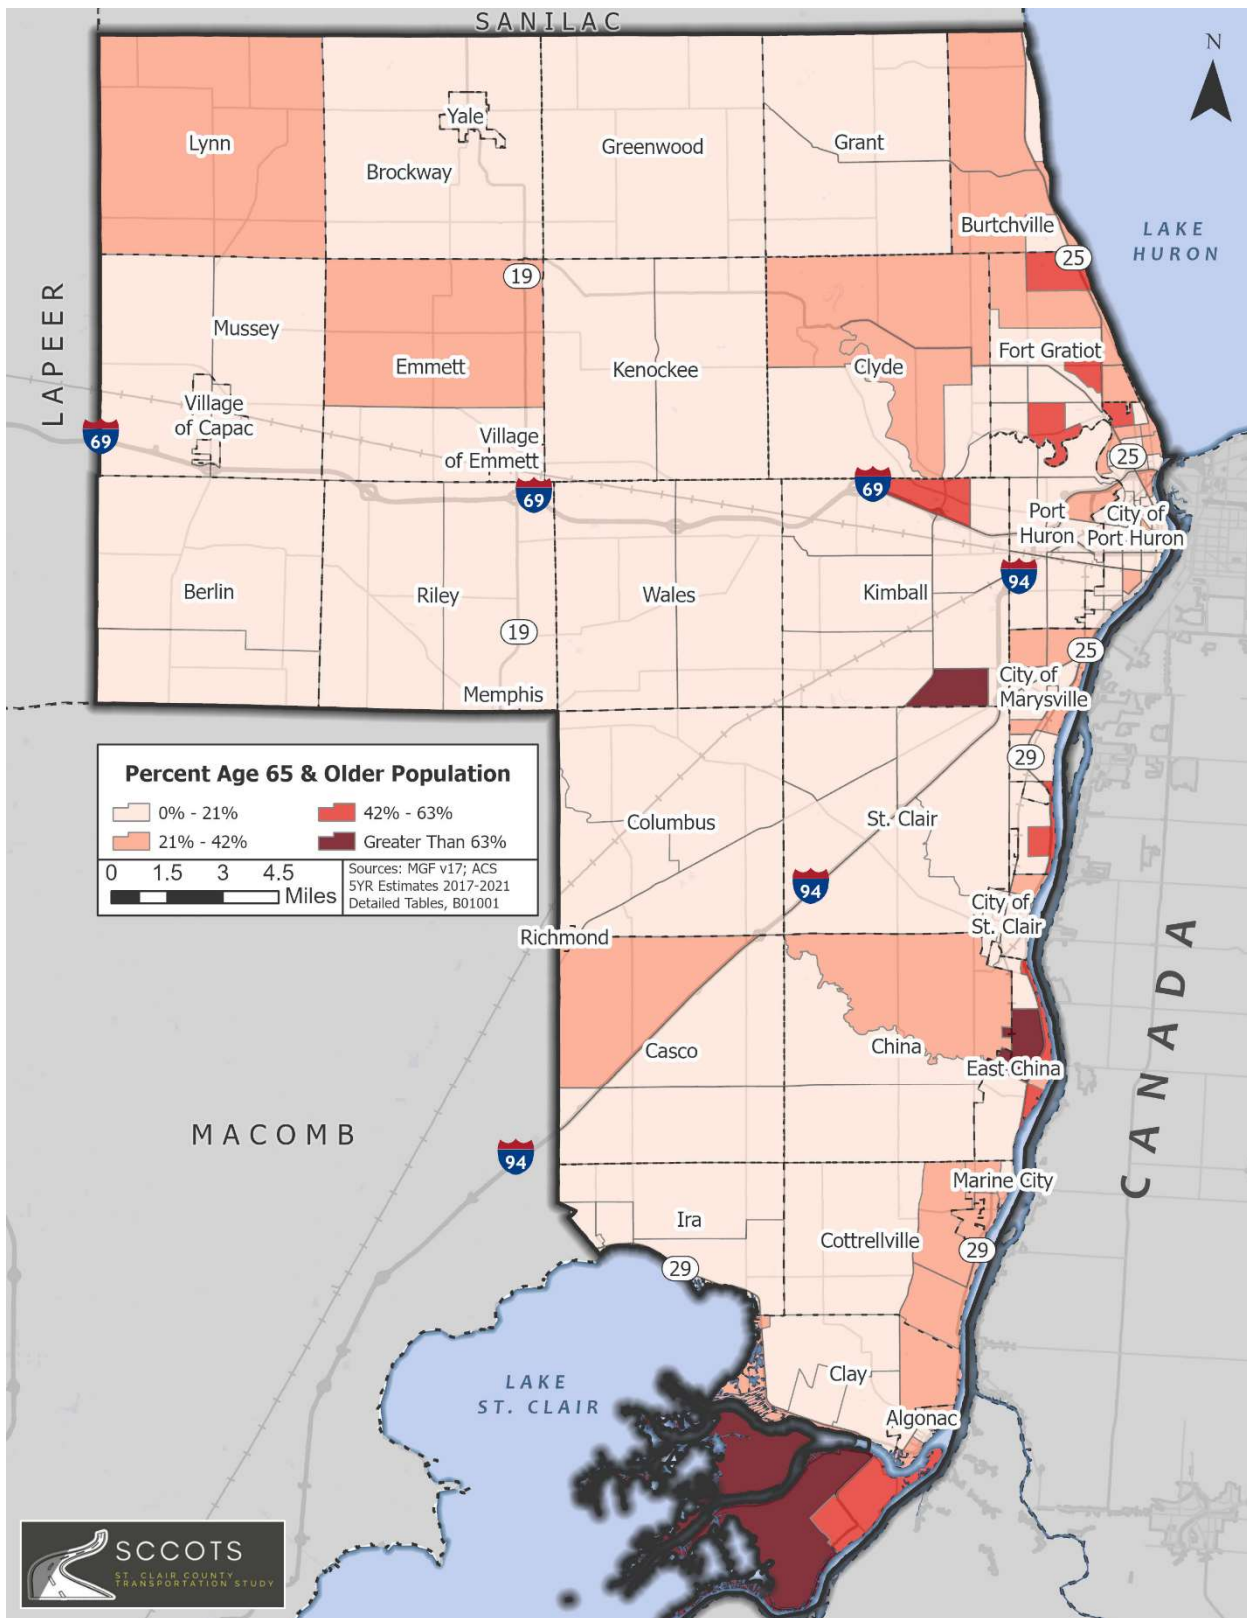 SANILAC
N
Yale
Lynn
Greenwood
Grant
Brockway
Burtchville
LAKE
HURON
25
19
LAPEER
Mussey
Emmett
Kenockee
Clyde
Fort Gratiot
Village
of Capac
69
Village
of Emmett
25
69
69
Port
Huron
City of
Port Huron
94
Berlin
Riley
Wales
Kimball
19
25
Memphis
City of
Marysville
29
Percent Age 65 & Older Population
0% - 21%
42% - 63%
21% - 42%
Greater Than 63%
0 1.5 3 4.5
Miles
Sources: MGF v17; ACS
5YR Estimates 2017-2021
Detailed Tables, B01001
Columbus
St. Clair
94
City of
St. Clair
Richmond
CANADA
Casco
China
East China
MACOMB
94
Marine City
Ira
Cottrellville
29
29
LAKE
ST. CLAIR
Clay
Algonac
SCCOTS
ST. CLAIR COUNTY
TRANSPORTATION STUDY